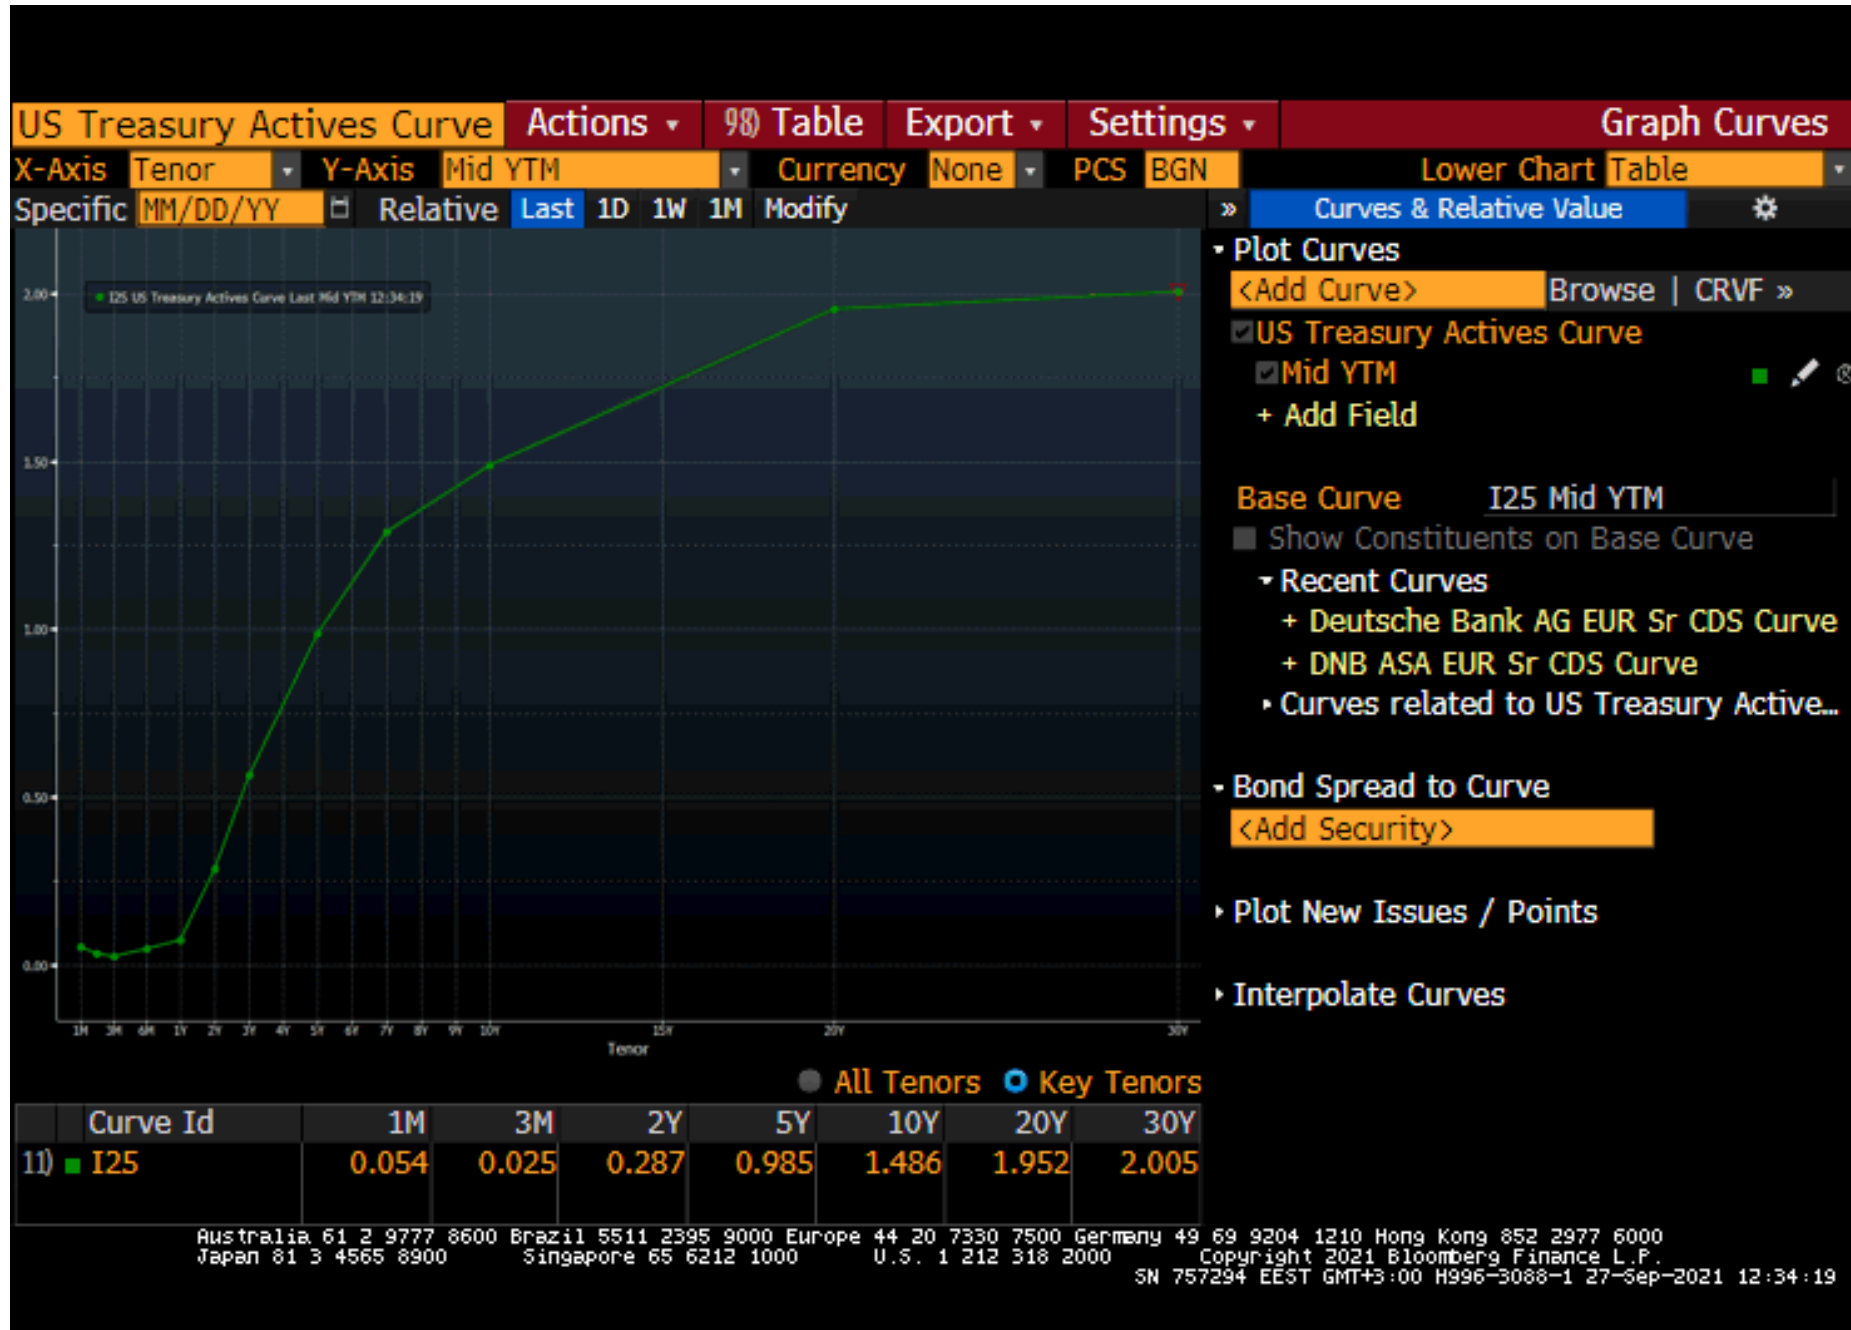 US Treasury Actives Curve Actions 98) Table Export Settings Graph Curves
X-Axis Tenor Y-Axis Mid YTM Currency None PCS BGN Lower Chart Table
Specific MM/DD/YY Relative Last 1D 1W 1M Modify » Curves & Relative Value
Plot Curves
<Add Curve> Browse | CRVF »
US Treasury Actives Curve
Mid YTM
+ Add Field
Base Curve I25 Mid YTM
Show Constituents on Base Curve
Recent Curves
+ Deutsche Bank AG EUR Sr CDS Curve
+ DNB ASA EUR Sr CDS Curve
Curves related to US Treasury Active…
Bond Spread to Curve
<Add Security>
Plot New Issues / Points
Interpolate Curves
I25 US Treasury Actives Curve Last Mid YTM 12:34:19
2.00
1.50
1.00
0.50
0.00
1M 3M 6M 1Y 2Y 3Y 4Y 5Y 6Y 7Y 8Y 9Y 10Y 15Y 20Y 30Y
Tenor
All Tenors Key Tenors
Curve Id 1M 3M 2Y 5Y 10Y 20Y 30Y
11) I25 0.054 0.025 0.287 0.985 1.486 1.952 2.005
Australia 61 2 9777 8600 Brazil 5511 2395 9000 Europe 44 20 7330 7500 Germany 49 69 9204 1210 Hong Kong 852 2977 6000
Japan 81 3 4565 8900 Singapore 65 6212 1000 U.S. 1 212 318 2000 Copyright 2021 Bloomberg Finance L.P.
SN 757294 EEST GMT+3:00 H996-3088-1 27-Sep-2021 12:34:19